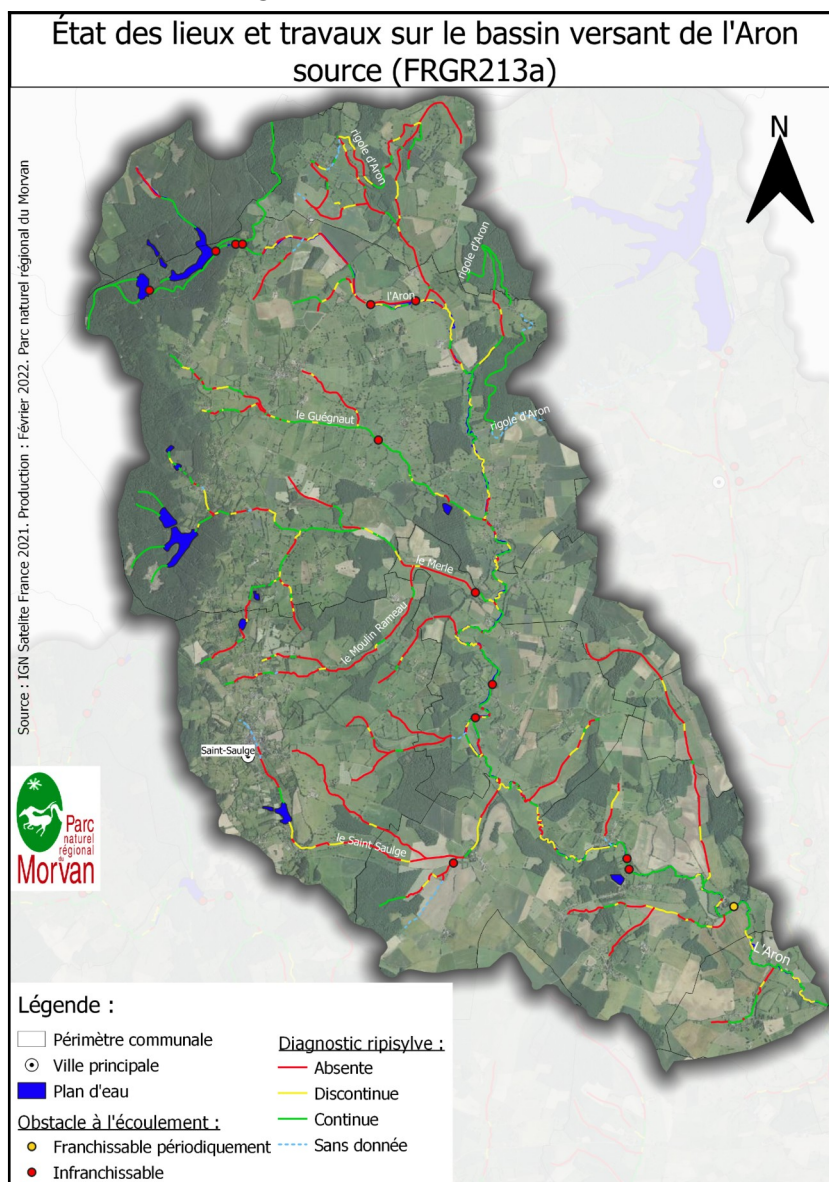 État des lieux et travaux sur le bassin versant de l'Aron
source (FRGR213a)
Source : IGN Satelite France 2021. Production : Février 2022. Parc naturel régional du Morvan
N
rigole d'Aron
rigole d'Aron
l'Aron
le Guégnaut
rigole d'Aron
le Merle
le Moulin Rameau
Saint-Saulge
le Saint Saulge
L'Aron
Parc
naturel
régional
du
Morvan
Légende :
Périmètre communale
Ville principale
Plan d'eau
Obstacle à l'écoulement :
Franchissable périodiquement
Infranchissable
Diagnostic ripisylve :
Absente
Discontinue
Continue
Sans donnée